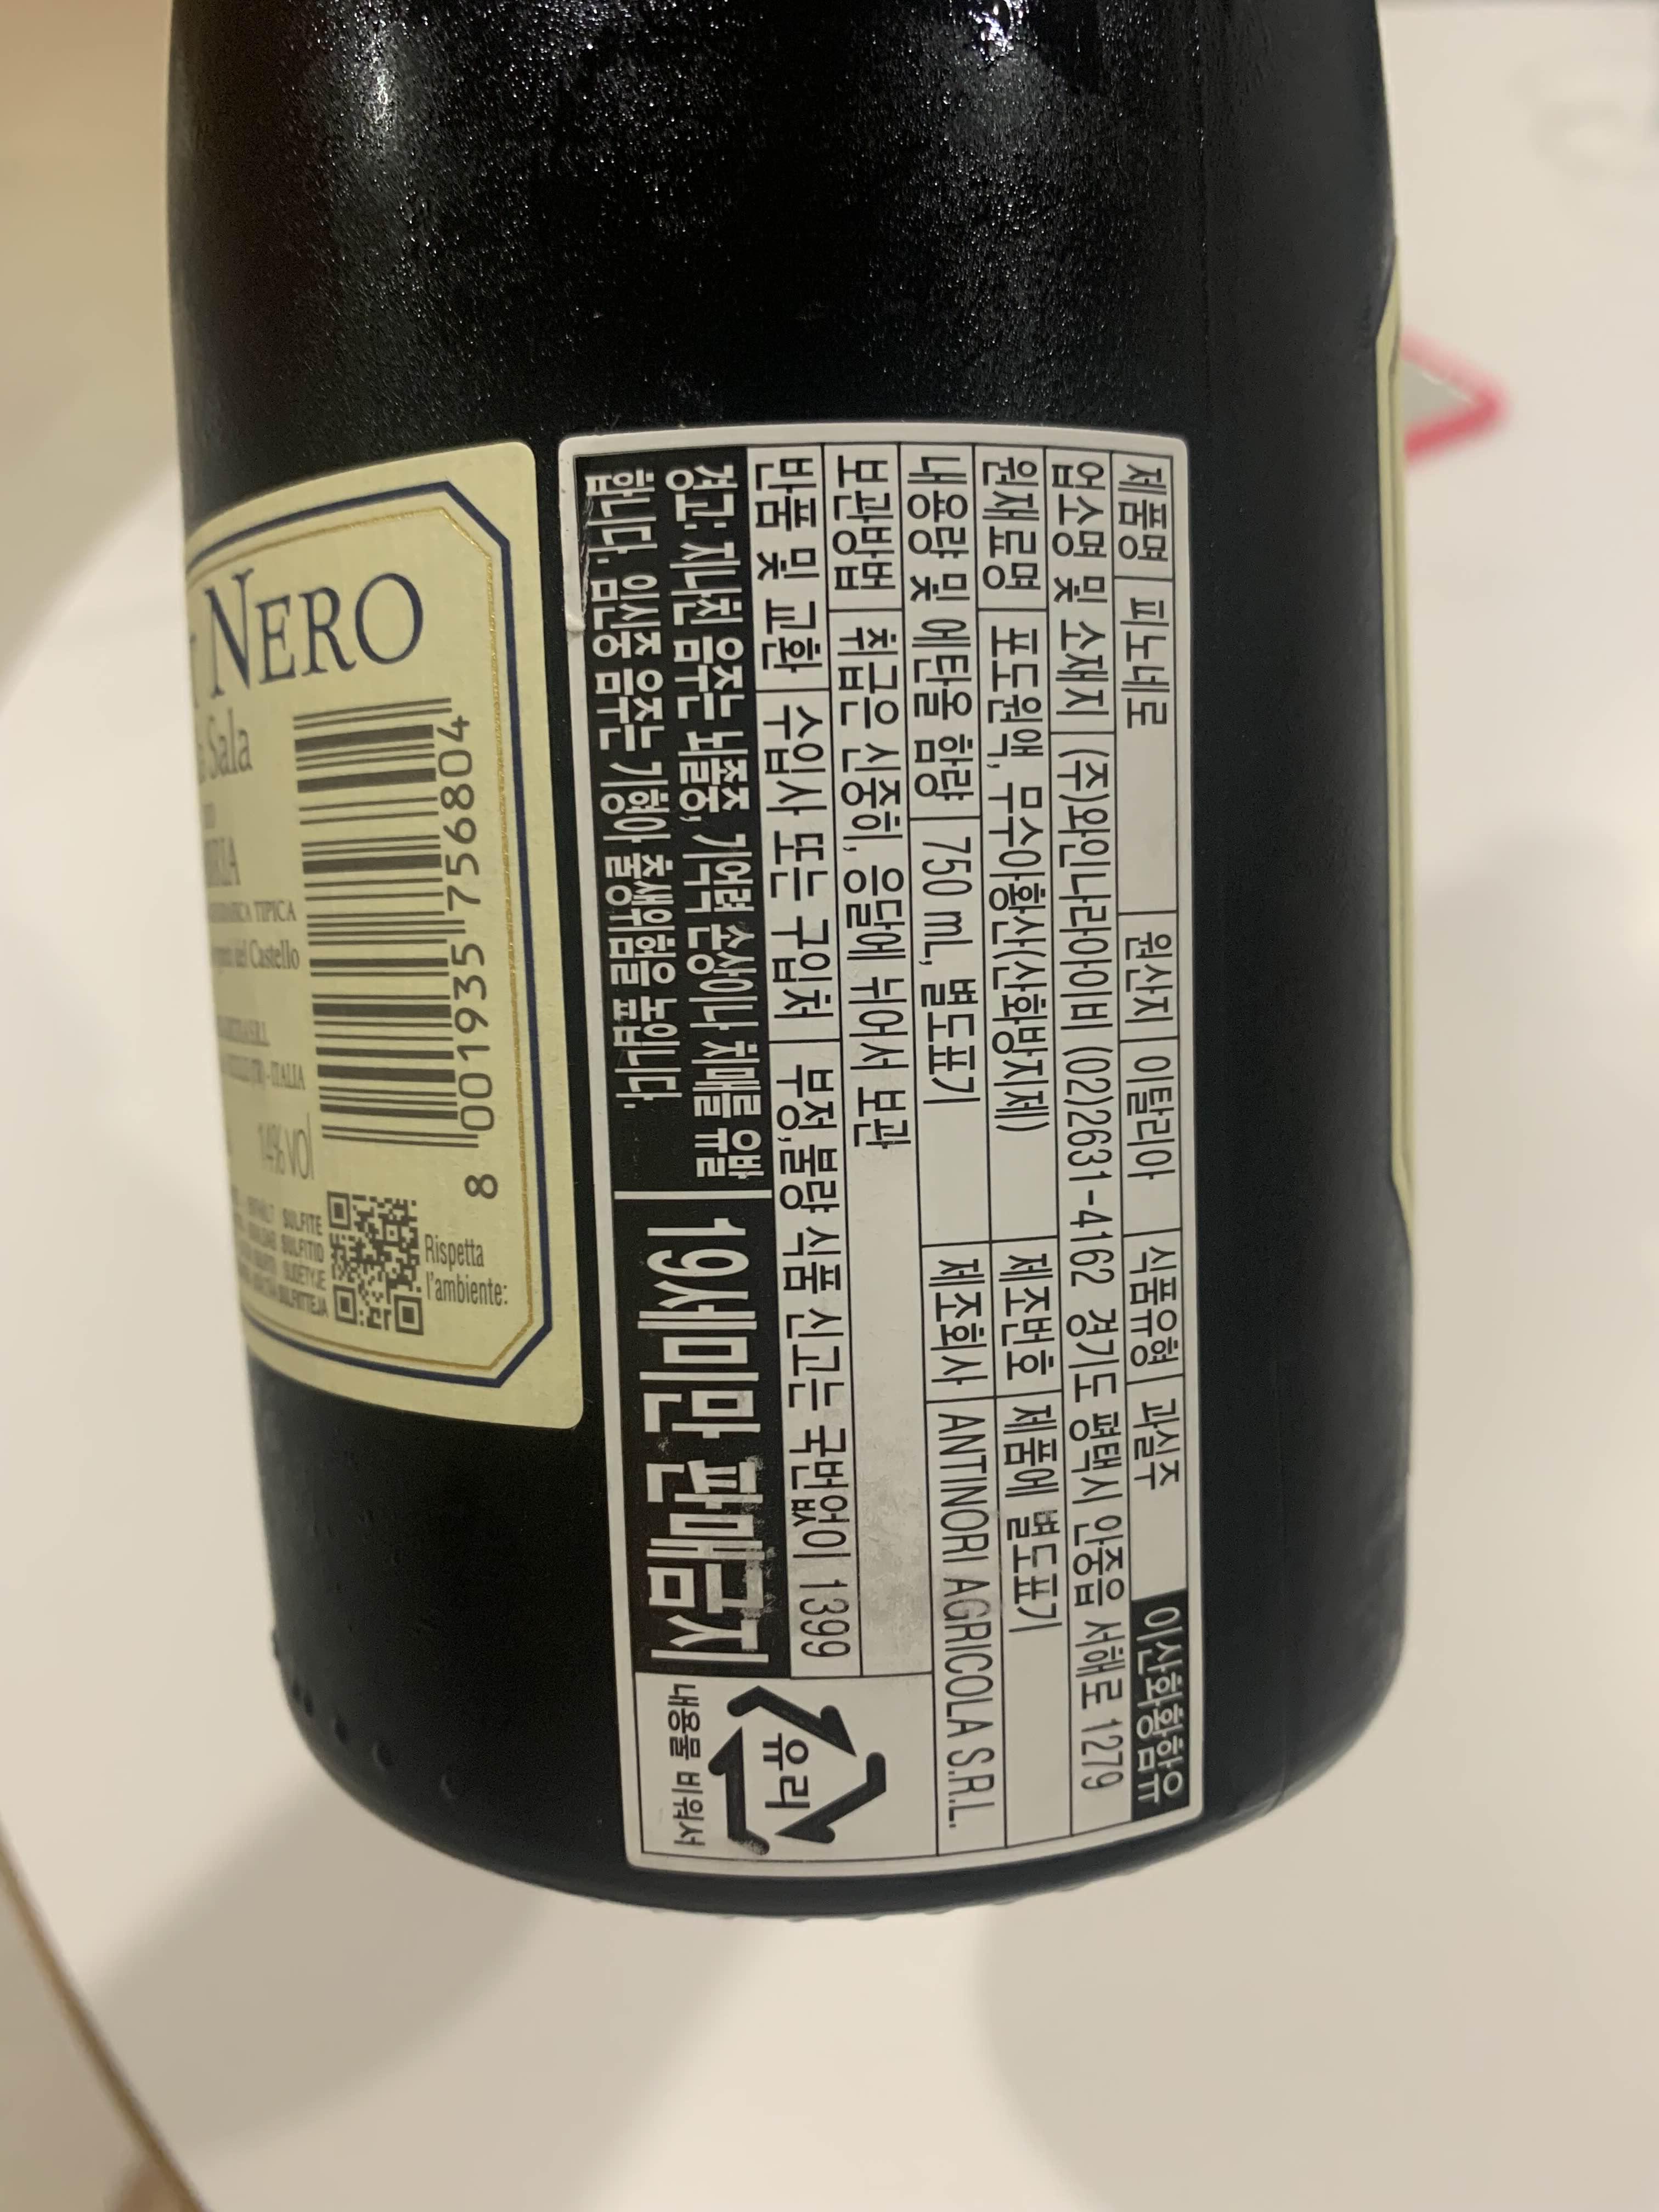 제품명 피노네로 원산지 이탈리아 식품유형 과실주 이산화황함유
업소명 및 소재지 (주)와인나라아이비 (02)2631-4162 경기도 평택시 안중읍 서해로 1279
원재료명 포도원액, 무수아황산(산화방지제) 제조번호 제품에 별도표기
내용량 및 에탄올 함량 750 mL, 별도표기 제조회사 ANTINORI AGRICOLA S.R.L.
보관방법 취급은 신중히, 응달에 뉘어서 보관
반품 및 교환 수입사 또는 구입처 부정,불량 식품 신고는 국번없이 1399
경고: 지나친 음주는 뇌졸중, 기억력 손상이나 치매를 유발
합니다. 임신 중 음주는 기형아 출생위험을 높입니다.
19세미만 판매금지
유리
내용물 비워서
NERO
Sala
TIPICA
del Castello
ITALIA
14% vol
8 001935 756804
SULFITE
SULFITID
Rispetta
l'ambiente: